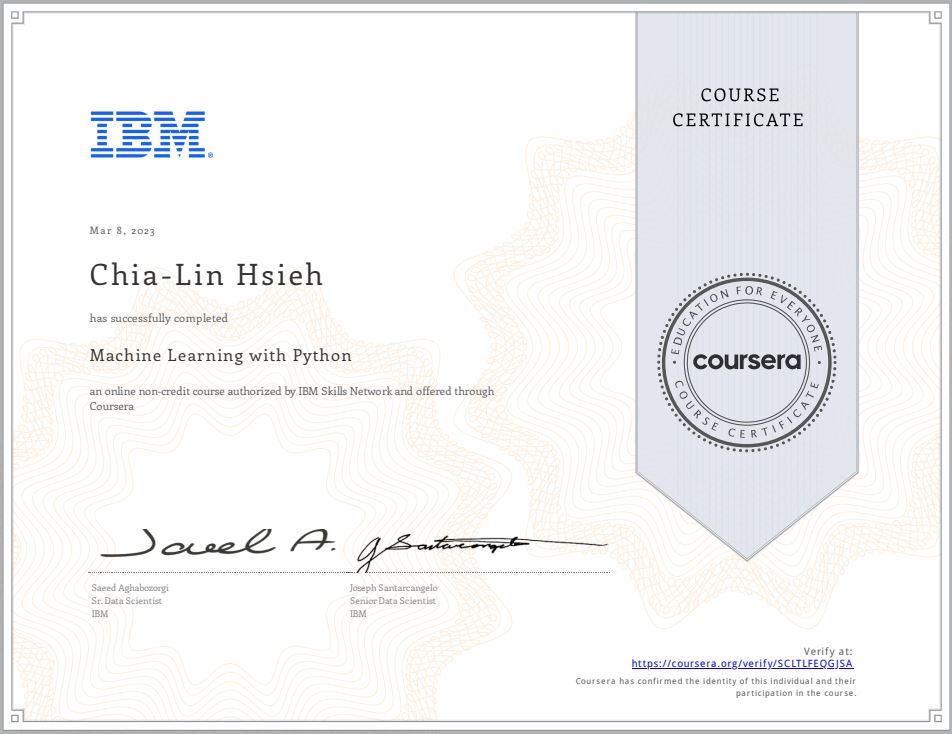 COURSE
CERTIFICATE
IBM®
Mar 8, 2023
Chia-Lin Hsieh
has successfully completed
Machine Learning with Python
an online non-credit course authorized by IBM Skills Network and offered through
Coursera
EDUCATION FOR EVERYONE
coursera
COURSE CERTIFICATE
Saeed A.
J Santarcangelo
Saeed Aghabozorgi
Sr. Data Scientist
IBM
Joseph Santarcangelo
Senior Data Scientist
IBM
Verify at:
https://coursera.org/verify/SCLTLFEQGJSA
Coursera has confirmed the identity of this individual and their
participation in the course.